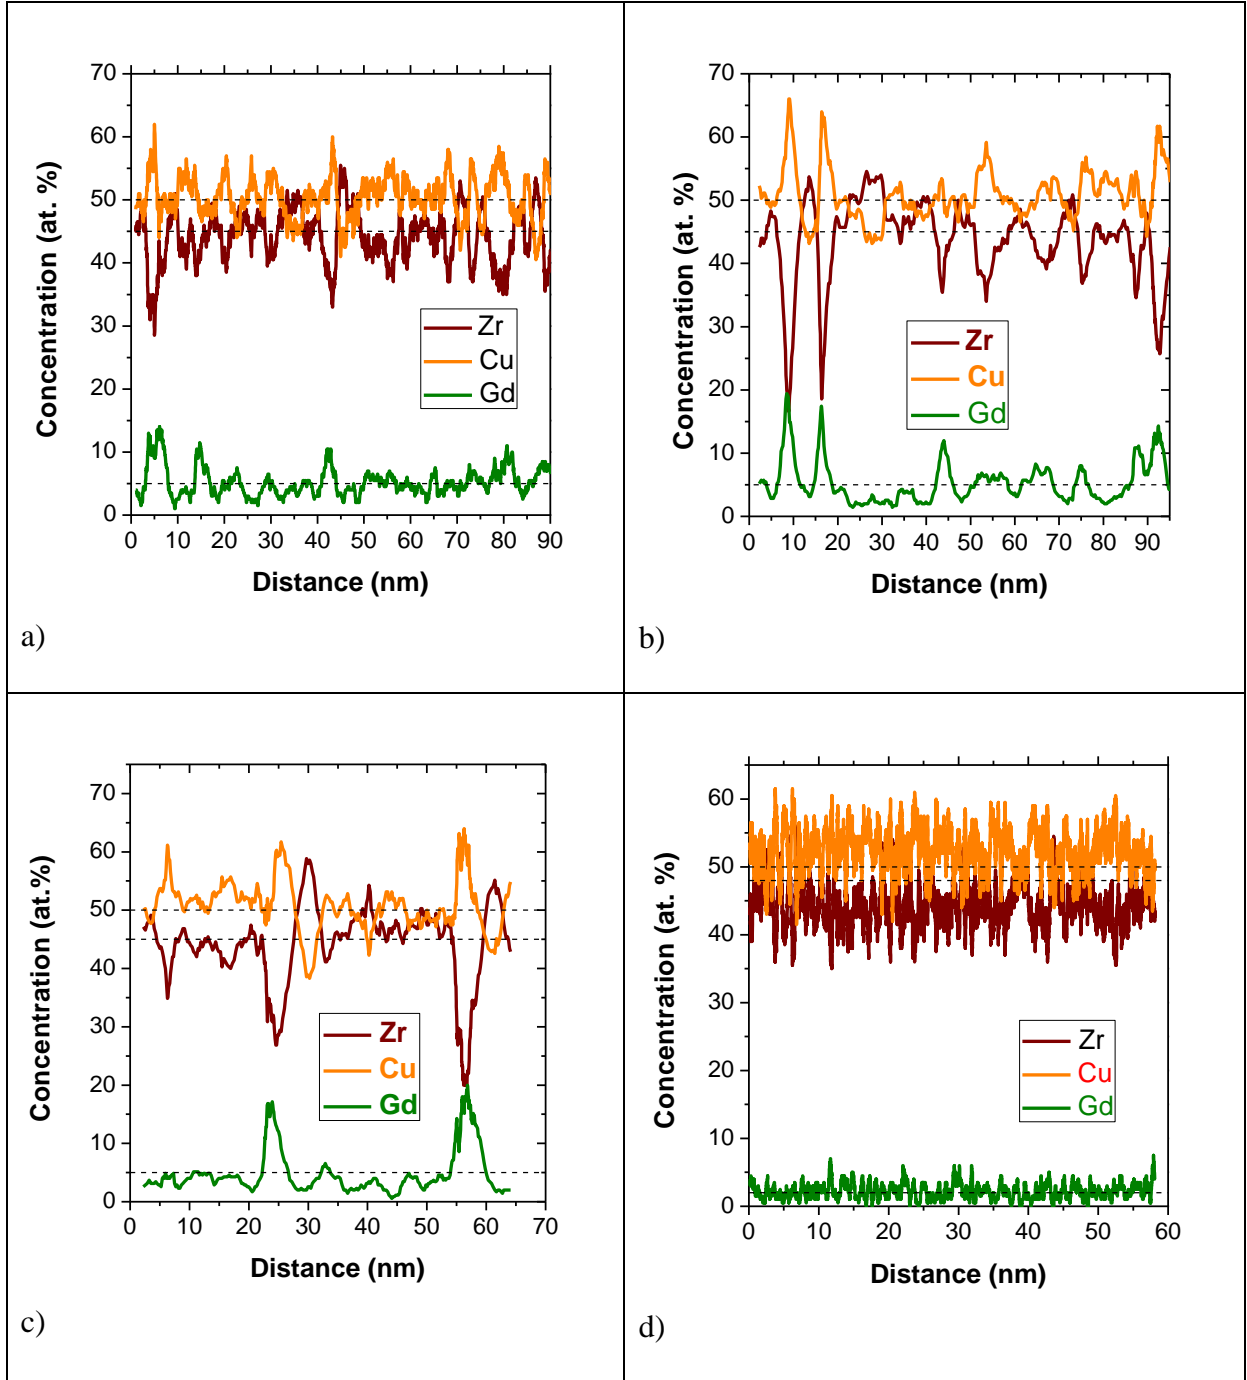 70
60
50
40
30
20
10
0
Concentration (at. %)
Zr
Cu
Gd
0 10 20 30 40 50 60 70 80 90
Distance (nm)
a)
70
60
50
40
30
20
10
0
Concentration (at. %)
Zr
Cu
Gd
0 10 20 30 40 50 60 70 80 90
Distance (nm)
b)
70
60
50
40
30
20
10
0
Concentration (at.%)
Zr
Cu
Gd
0 10 20 30 40 50 60 70
Distance (nm)
c)
60
50
40
30
20
10
0
Concentration (at. %)
Zr
Cu
Gd
0 10 20 30 40 50 60
Distance (nm)
d)